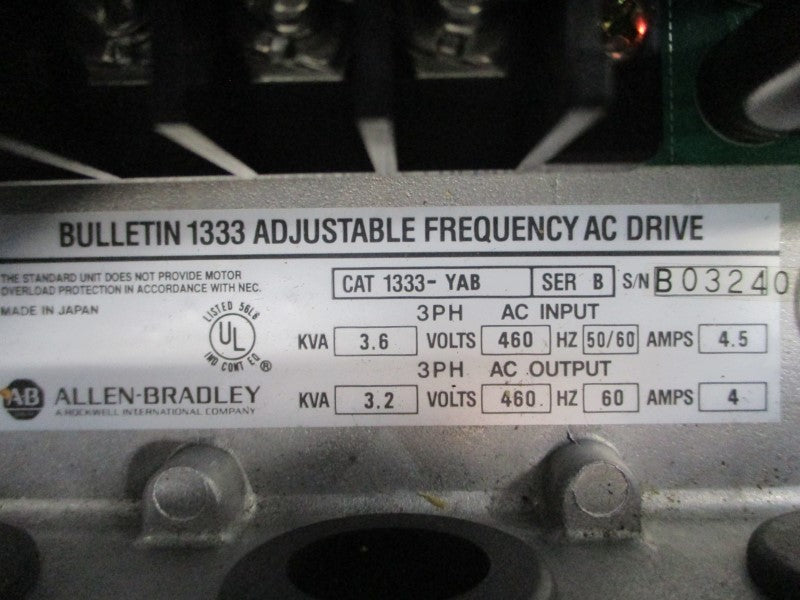 BULLETIN 1333 ADJUSTABLE FREQUENCY AC DRIVE
THE STANDARD UNIT DOES NOT PROVIDE MOTOR
OVERLOAD PROTECTION IN ACCORDANCE WITH NEC.
MADE IN JAPAN
LISTED 56L8
UL
IND CONT EQ ®
CAT 1333- YAB SER B S/N B03240
3PH AC INPUT
KVA 3.6 VOLTS 460 HZ 50/60 AMPS 4.5
3PH AC OUTPUT
KVA 3.2 VOLTS 460 HZ 60 AMPS 4
AB ALLEN-BRADLEY
A ROCKWELL INTERNATIONAL COMPANY